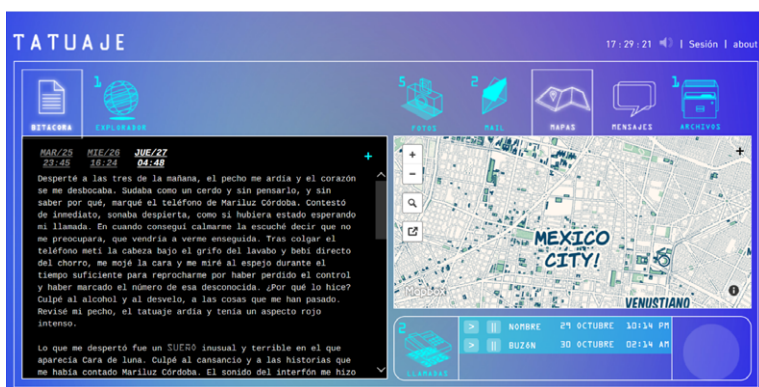 TATUAJE
17:29:21 | Sesión | about
1
5
2
1
BITACORA
EXPLORADOR
FOTOS
MAIL
MAPAS
MENSAJES
ARCHIVOS
MAR/25 MIE/26 JUE/27
23:45 16:24 04:48
+
Desperté a las tres de la mañana, el pecho me ardía y el corazón
se me desbocaba. Sudaba como un cerdo y sin pensarlo, y sin
saber por qué, marqué el teléfono de Mariluz Córdoba. Contestó
de inmediato, sonaba despierta, como si hubiera estado esperando
mi llamada. En cuando conseguí calmarme la escuché decir que no
me preocupara, que vendría a verme enseguida. Tras colgar el
teléfono metí la cabeza bajo el grifo del lavabo y bebí directo
del chorro, me mojé la cara y me miré al espejo durante el
tiempo suficiente para reprocharme por haber perdido el control
y haber marcado el número de esa desconocida. ¿Por qué lo hice?
Culpé al alcohol y al desvelo, a las cosas que me han pasado.
Revisé mi pecho, el tatuaje ardía y tenía un aspecto rojo
intenso.
Lo que me despertó fue un SUEÑO inusual y terrible en el que
aparecía Cara de luna. Culpé al cansancio y a las historias que
me había contado Mariluz Córdoba. El sonido del interfón me hizo
+
−
+
MEXICO
CITY!
mapbox
VENUSTIANO
2
LLAMADAS
> || NOMBRE 29 OCTUBRE 10:14 PM
> || BUZóN 30 OCTUBRE 02:14 AM